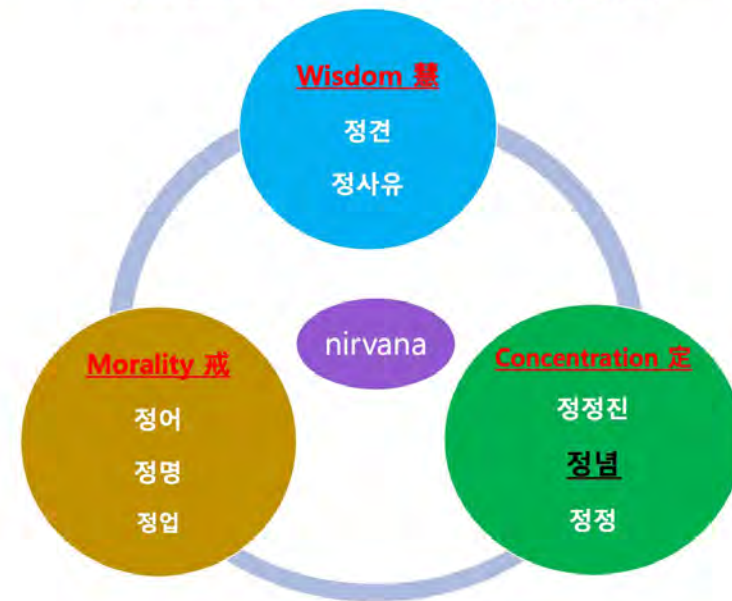 Wisdom 慧
정견
정사유
nirvana
Morality 戒
정어
정명
정업
Concentration 定
정정진
정념
정정